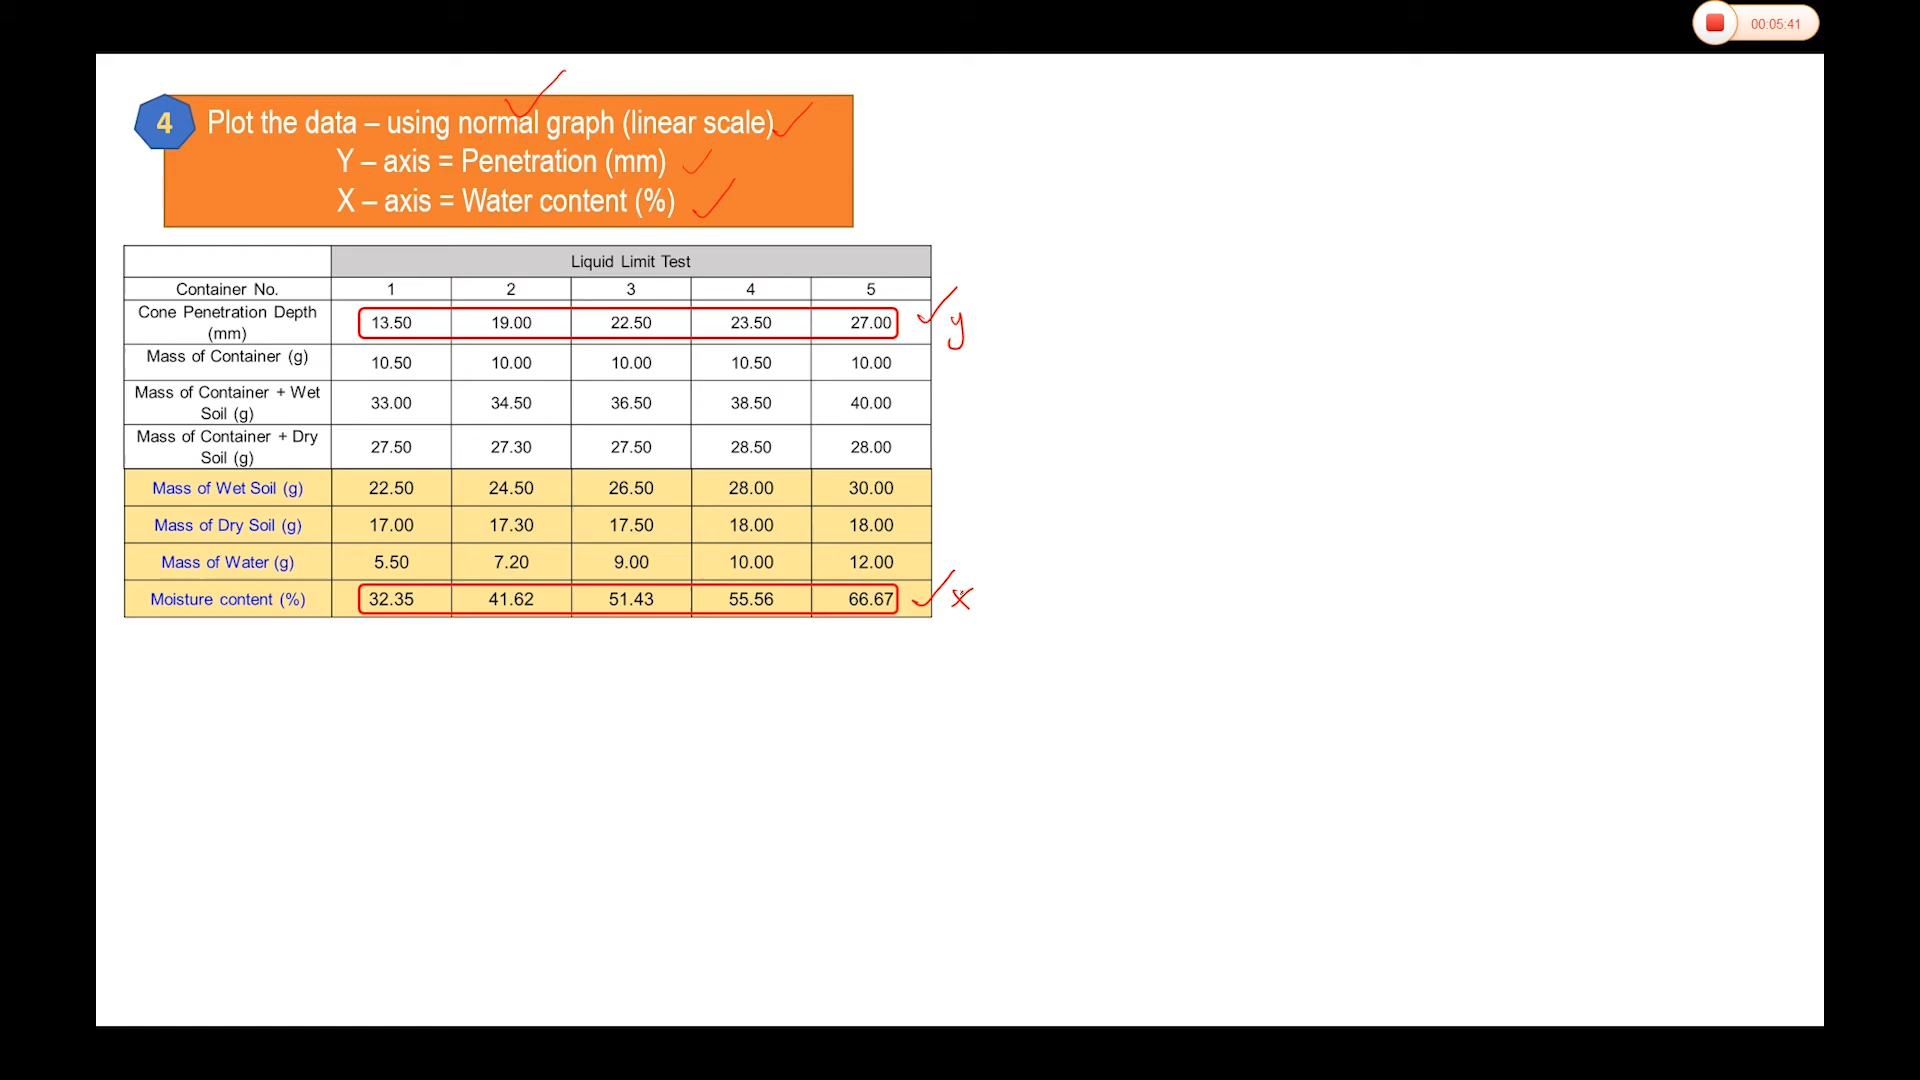 00:05:41
4 Plot the data – using normal graph (linear scale)
Y – axis = Penetration (mm)
X – axis = Water content (%)
Liquid Limit Test
Container No. 1 2 3 4 5
Cone Penetration Depth
(mm) 13.50 19.00 22.50 23.50 27.00 y
Mass of Container (g) 10.50 10.00 10.00 10.50 10.00
Mass of Container + Wet
Soil (g) 33.00 34.50 36.50 38.50 40.00
Mass of Container + Dry
Soil (g) 27.50 27.30 27.50 28.50 28.00
Mass of Wet Soil (g) 22.50 24.50 26.50 28.00 30.00
Mass of Dry Soil (g) 17.00 17.30 17.50 18.00 18.00
Mass of Water (g) 5.50 7.20 9.00 10.00 12.00
Moisture content (%) 32.35 41.62 51.43 55.56 66.67 x